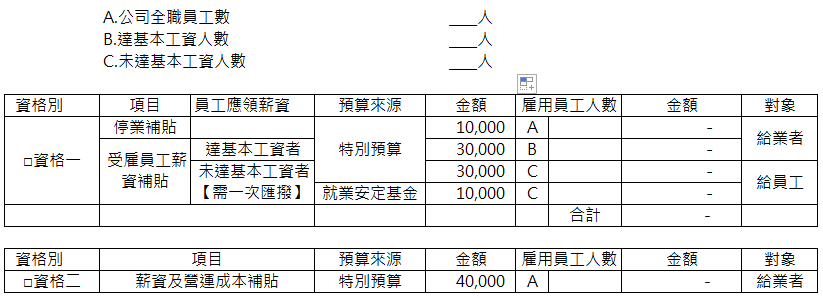 A.公司全職員工數 ____人
B.達基本工資人數 ____人
C.未達基本工資人數 ____人
資格別 項目 員工應領薪資 預算來源 金額 雇用員工人數 金額 對象
□資格一 停業補貼 特別預算 10,000 A - 給業者
受雇員工薪資補貼 達基本工資者 30,000 B -
未達基本工資者 30,000 C - 給員工
【需一次匯撥】 就業安定基金 10,000 C -
合計 -
資格別 項目 預算來源 金額 雇用員工人數 金額 對象
□資格二 薪資及營運成本補貼 特別預算 40,000 A - 給業者